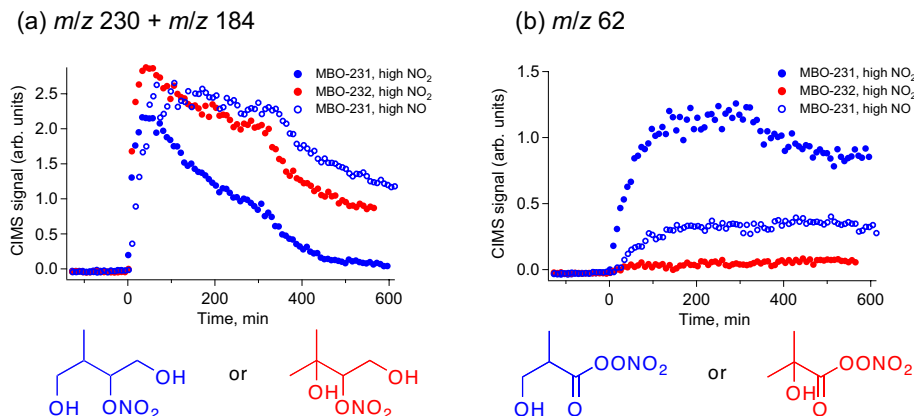 (a) m/z 230 + m/z 184
CIMS signal (arb. units)
2.5
2.0
1.5
1.0
0.5
0.0
MBO-231, high NO₂
MBO-232, high NO₂
MBO-231, high NO
0
200
400
600
Time, min
OH
OH
ONO₂
or
OH
OH
ONO₂
(b) m/z 62
CIMS signal (arb. units)
1.5
1.0
0.5
0.0
MBO-231, high NO₂
MBO-232, high NO₂
MBO-231, high NO
0
200
400
600
Time, min
OONO₂
OH
O
or
OONO₂
OH
O